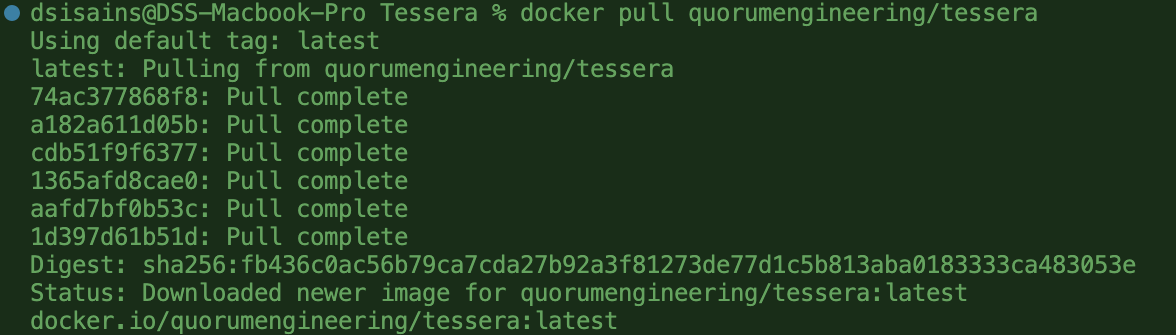 dsisains@DSS-Macbook-Pro Tessera % docker pull quorumengineering/tessera
Using default tag: latest
latest: Pulling from quorumengineering/tessera
74ac377868f8: Pull complete
a182a611d05b: Pull complete
cdb51f9f6377: Pull complete
1365afd8cae0: Pull complete
aafd7bf0b53c: Pull complete
1d397d61b51d: Pull complete
Digest: sha256:fb436c0ac56b79ca7cda27b92a3f81273de77d1c5b813aba0183333ca483053e
Status: Downloaded newer image for quorumengineering/tessera:latest
docker.io/quorumengineering/tessera:latest